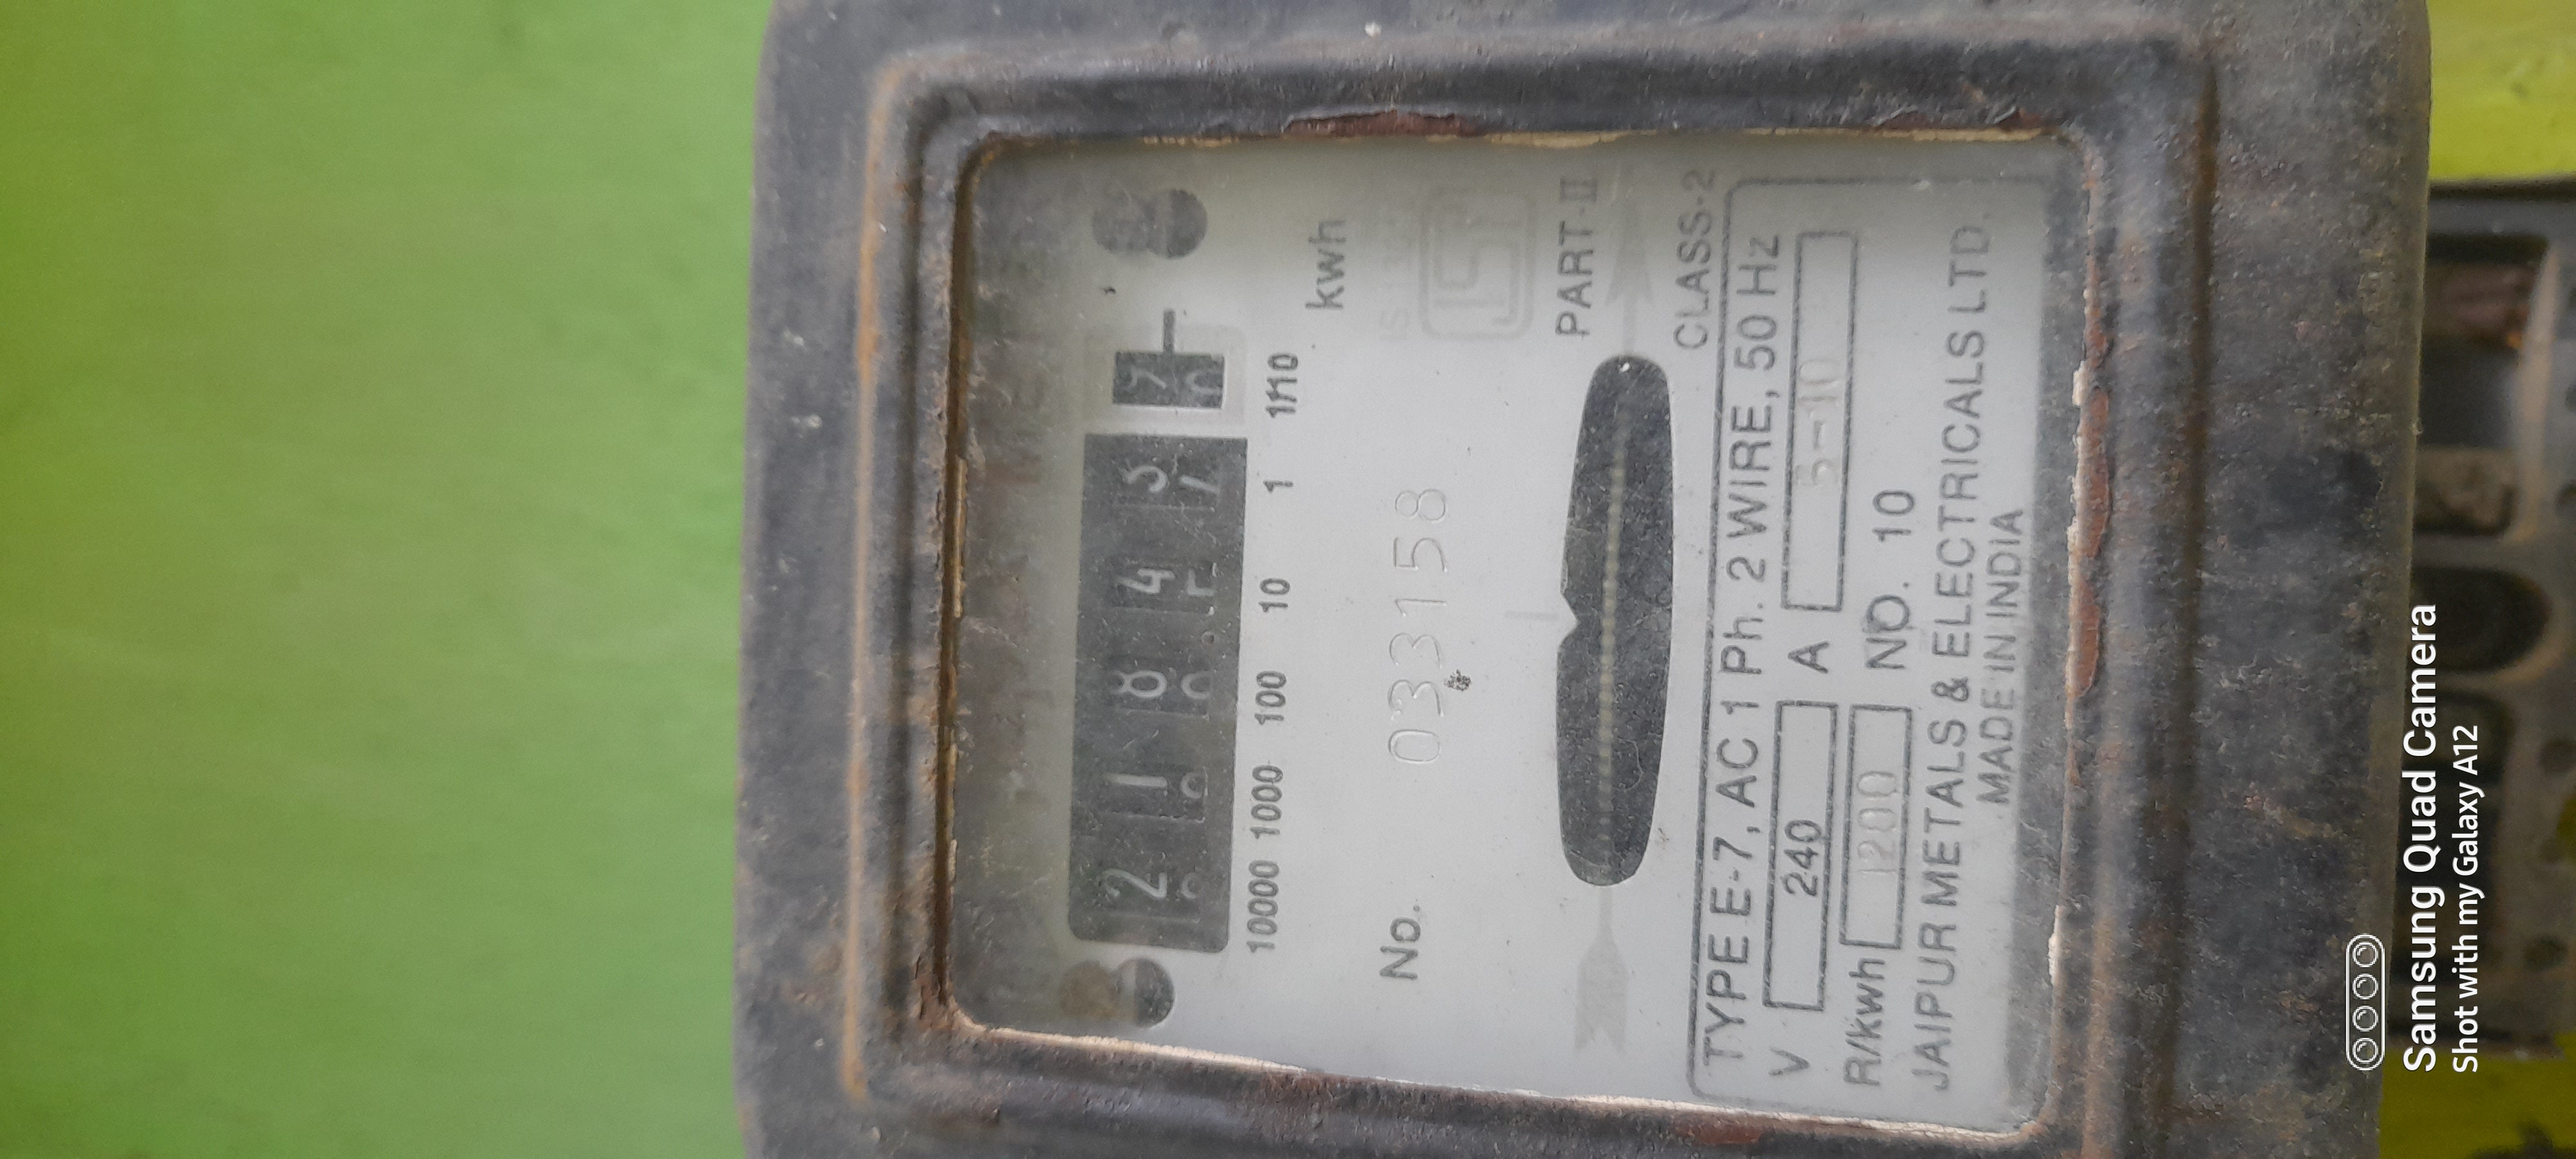 2 1 8 4 3
10000 1000 100 10 1 1/10
kwh
No. 033158
PART-II
CLASS-2
TYPE E-7, AC 1 Ph. 2 WIRE, 50 Hz
V 240 A 5-10
R/kwh 1200 NO. 10
JAIPUR METALS & ELECTRICALS LTD.
MADE IN INDIA
Samsung Quad Camera
Shot with my Galaxy A12